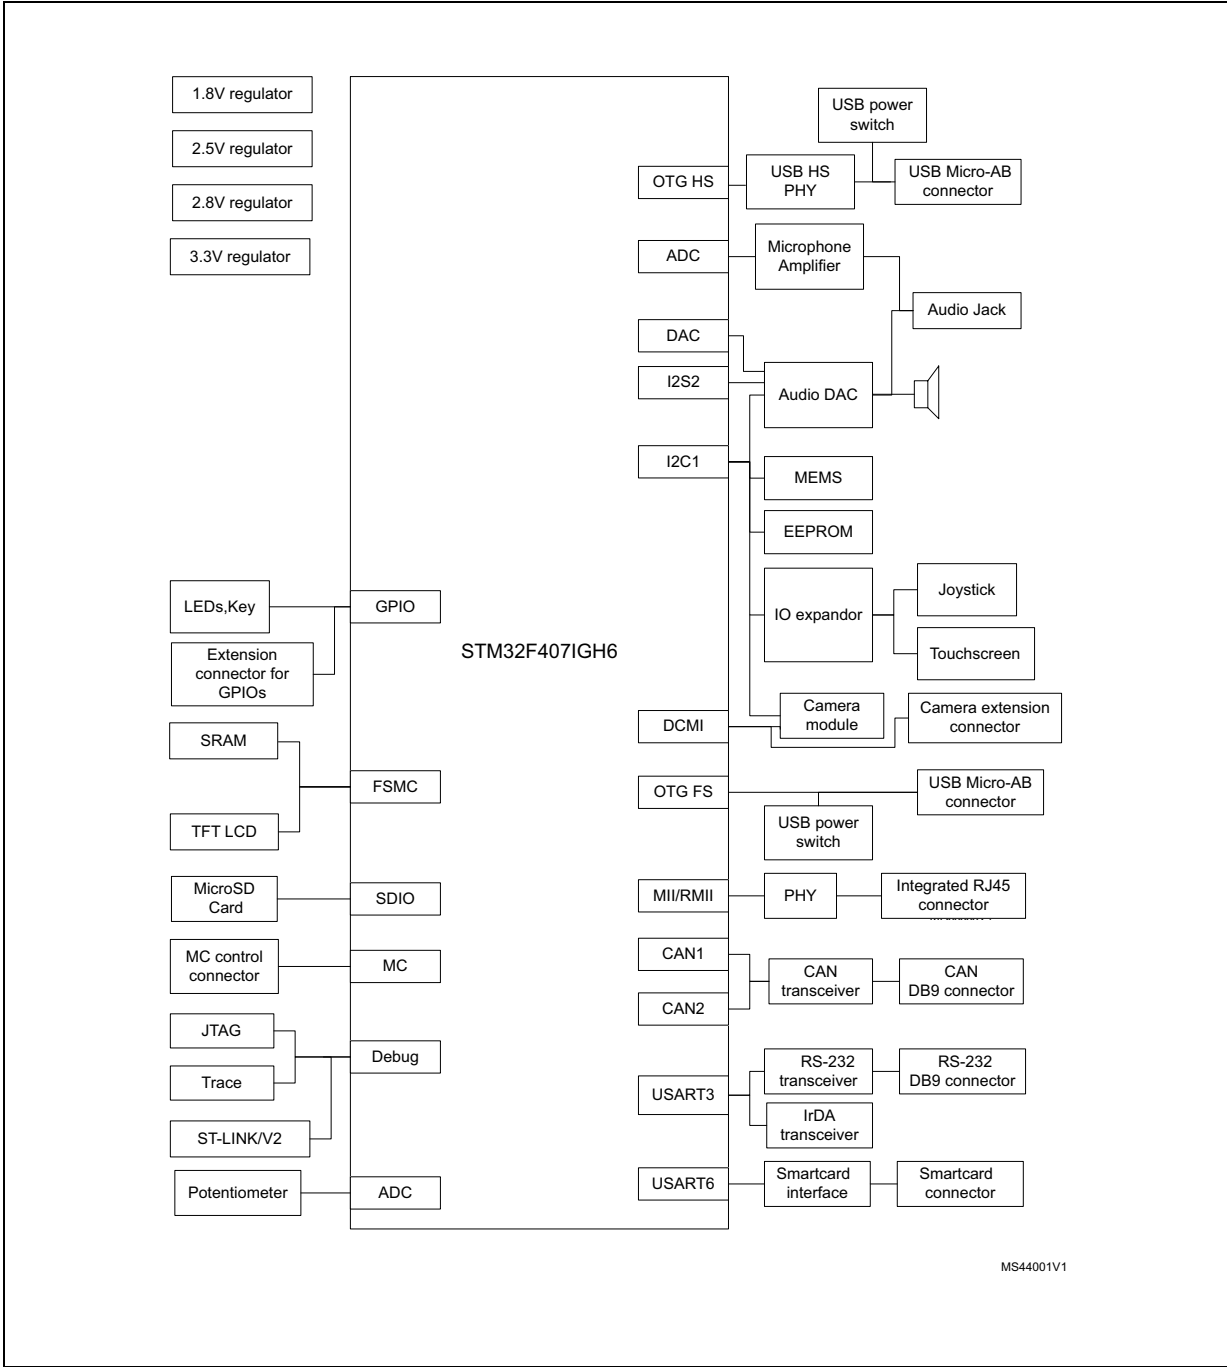 1.8V regulator
2.5V regulator
2.8V regulator
3.3V regulator
LEDs,Key
Extension
connector for
GPIOs
SRAM
TFT LCD
MicroSD
Card
MC control
connector
JTAG
Trace
ST-LINK/V2
Potentiometer
GPIO
FSMC
SDIO
MC
Debug
ADC
STM32F407IGH6
OTG HS
ADC
DAC
I2S2
I2C1
DCMI
OTG FS
MII/RMII
CAN1
CAN2
USART3
USART6
USB power
switch
USB HS
PHY
USB Micro-AB
connector
Microphone
Amplifier
Audio Jack
Audio DAC
MEMS
EEPROM
IO expandor
Joystick
Touchscreen
Camera
module
Camera extension
connector
USB Micro-AB
connector
USB power
switch
PHY
Integrated RJ45
connector
CAN
transceiver
CAN
DB9 connector
RS-232
transceiver
RS-232
DB9 connector
IrDA
transceiver
Smartcard
interface
Smartcard
connector
MS44001V1